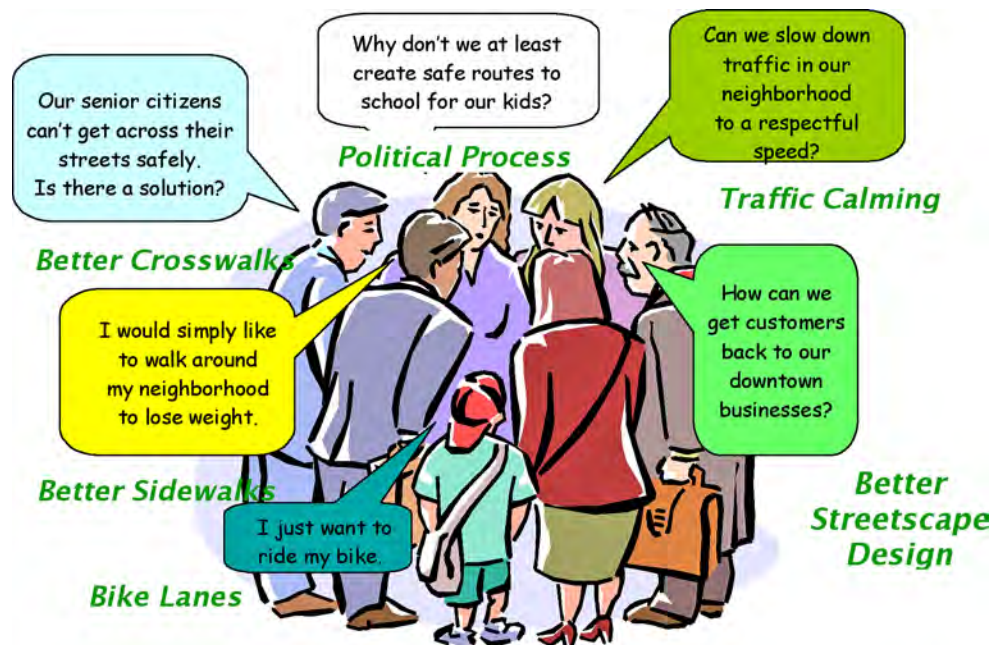 Our senior citizens
can't get across their
streets safely.
Is there a solution?
Why don't we at least
create safe routes to
school for our kids?
Can we slow down
traffic in our
neighborhood
to a respectful
speed?
Political Process
Traffic Calming
Better Crosswalks
I would simply like
to walk around
my neighborhood
to lose weight.
How can we
get customers
back to our
downtown
businesses?
Better Sidewalks
I just want to
ride my bike.
Better
Streetscape
Design
Bike Lanes